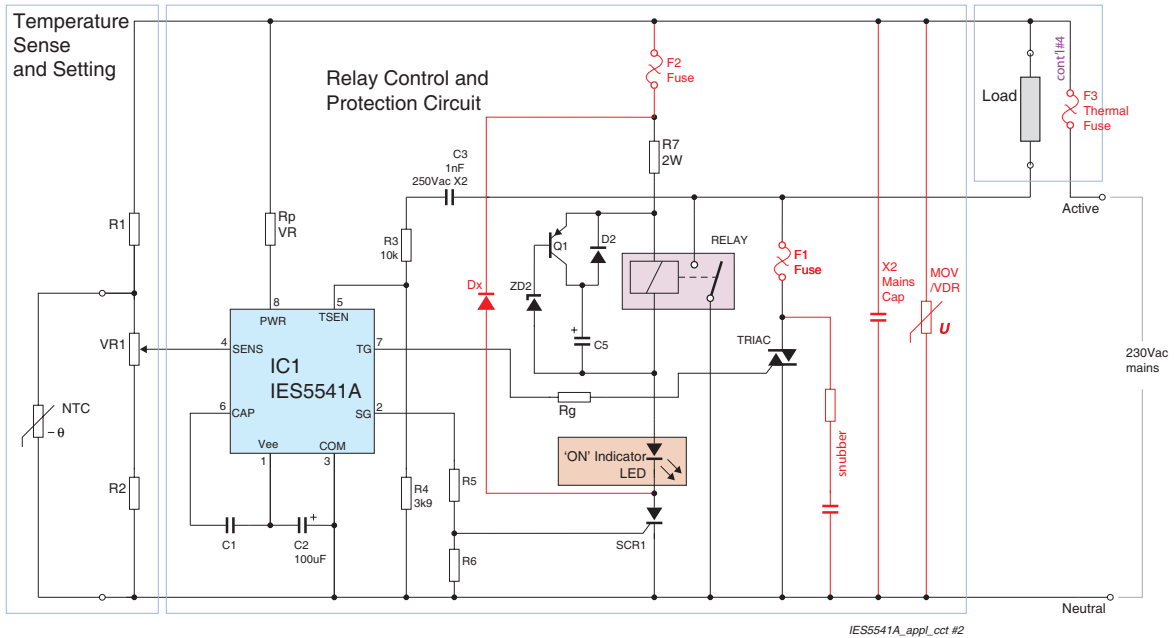 Temperature
Sense
and Setting
Relay Control and
Protection Circuit
F2
Fuse
cont'l#4
Load
F3
Thermal
Fuse
R7
2W
C3
1nF
250Vac X2
Active
R1
Rp
VR
R3
10k
Q1
D2
RELAY
F1
Fuse
X2
Mains
Cap
MOV
/VDR
U
Dx
ZD2
8
PWR
5
TSEN
C5
TRIAC
VR1
4
SENS
TG
7
IC1
IES5541A
230Vac
mains
NTC
-θ
6
CAP
SG
2
Rg
Vee
COM
1
3
'ON' Indicator
LED
snubber
R2
R4
3k9
R5
C1
+
C2
100uF
SCR1
R6
+
Neutral
IES5541A_appl_cct #2